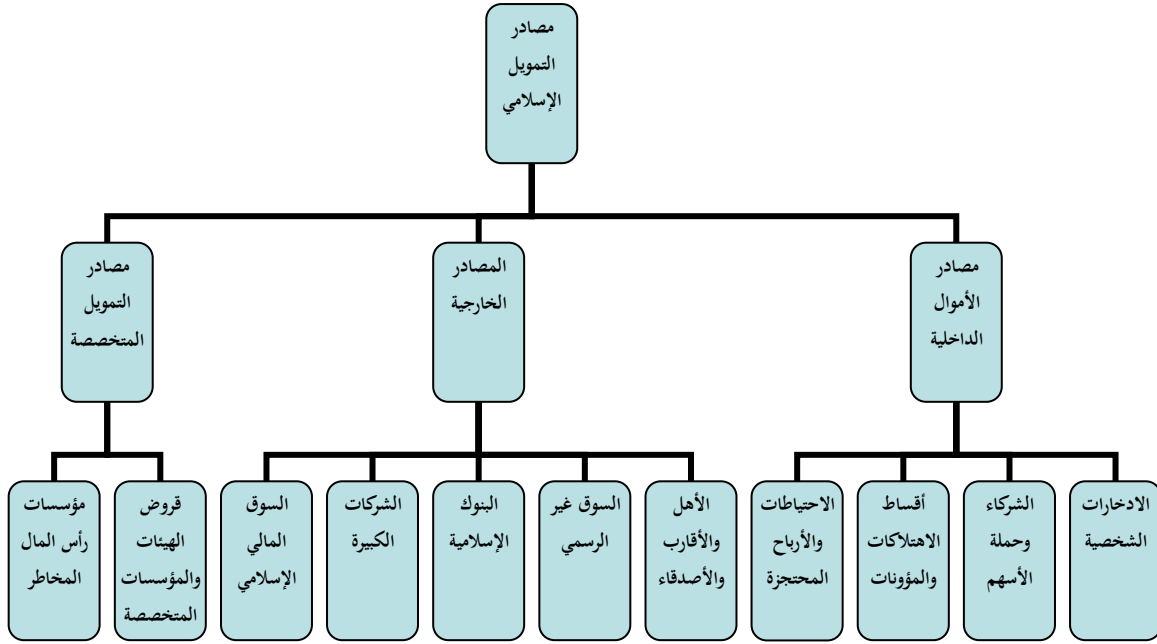 مصادر
التمويل
الإسلامي
مصادر
الأموال
الداخلية
المصادر
الخارجية
مصادر
التمويل
المتخصصة
الادخارات
الشخصية
الشركاء
وحملة
الأسهم
أقساط
الاهتلاكات
والمؤونات
الاحتياطات
والأرباح
المحتجزة
الأهل
والأقارب
والأصدقاء
السوق غير
الرسمي
البنوك
الإسلامية
الشركات
الكبيرة
السوق
المالي
الإسلامي
قروض
الهيئات
والمؤسسات
المتخصصة
مؤسسات
رأس المال
المخاطر